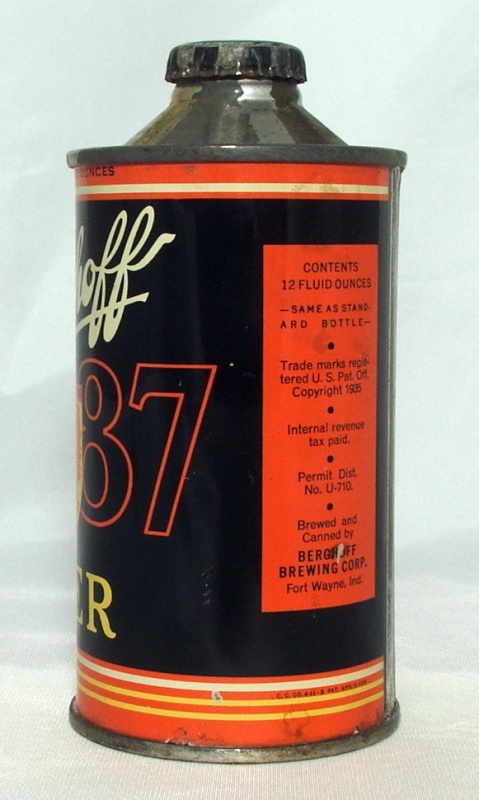 OUNCES
hoff
87
ER
CONTENTS
12 FLUID OUNCES
—SAME AS STAND-
ARD BOTTLE—
Trade marks regis-
tered U. S. Pat. Off.
Copyright 1935
Internal revenue
tax paid.
Permit Dist.
No. U-710.
Brewed and
Canned by
BERGHOFF
BREWING CORP.
Fort Wayne, Ind.
C. C. CO.